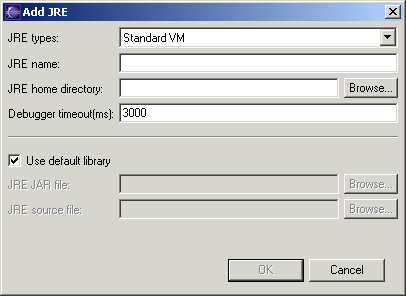 Add JRE
JRE types: Standard VM
JRE name:
JRE home directory: Browse...
Debugger timeout(ms): 3000
Use default library
JRE JAR file: Browse...
JRE source file: Browse...
OK Cancel